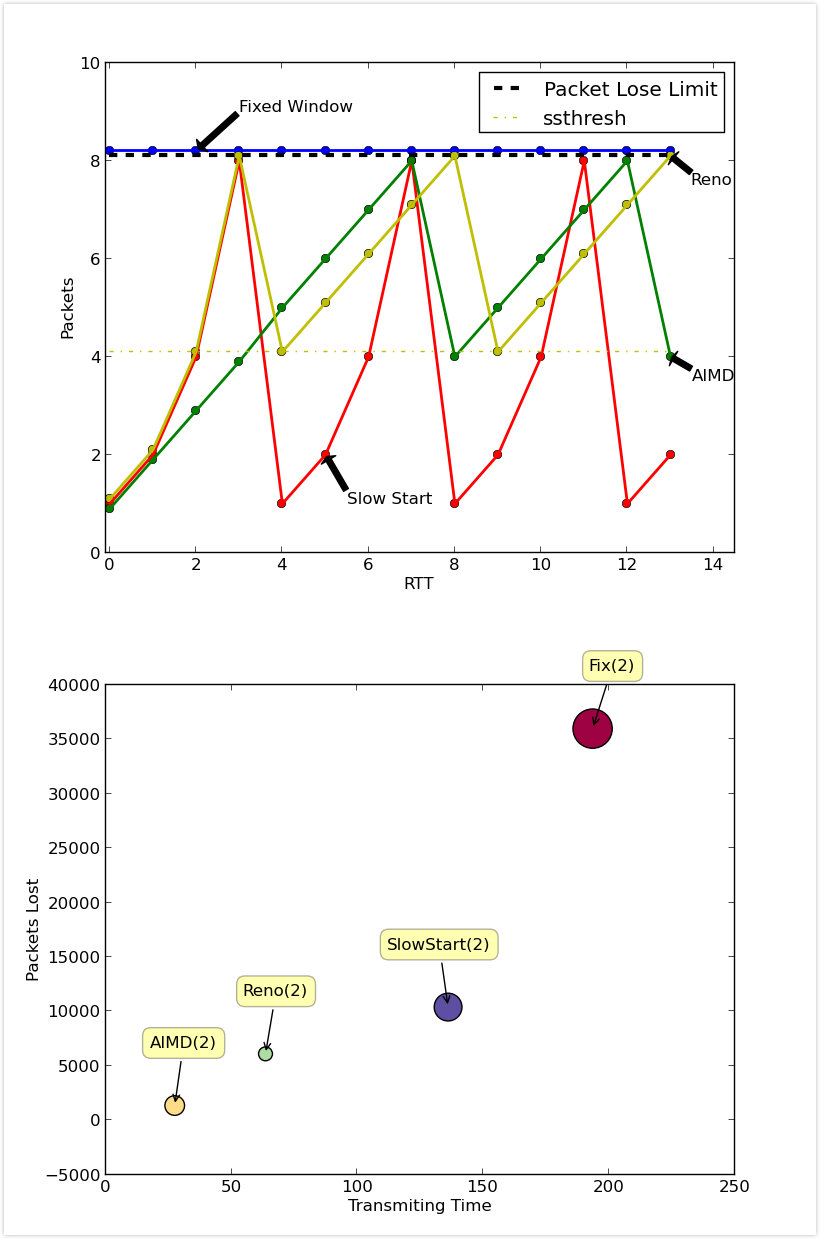 10
8
6
4
2
0
Packets
Fixed Window
Packet Lose Limit
ssthresh
Reno
AIMD
Slow Start
0 2 4 6 8 10 12 14
RTT
Fix(2)
40000
35000
30000
25000
20000
15000
10000
5000
0
−5000
Packets Lost
SlowStart(2)
Reno(2)
AIMD(2)
0 50 100 150 200 250
Transmiting Time